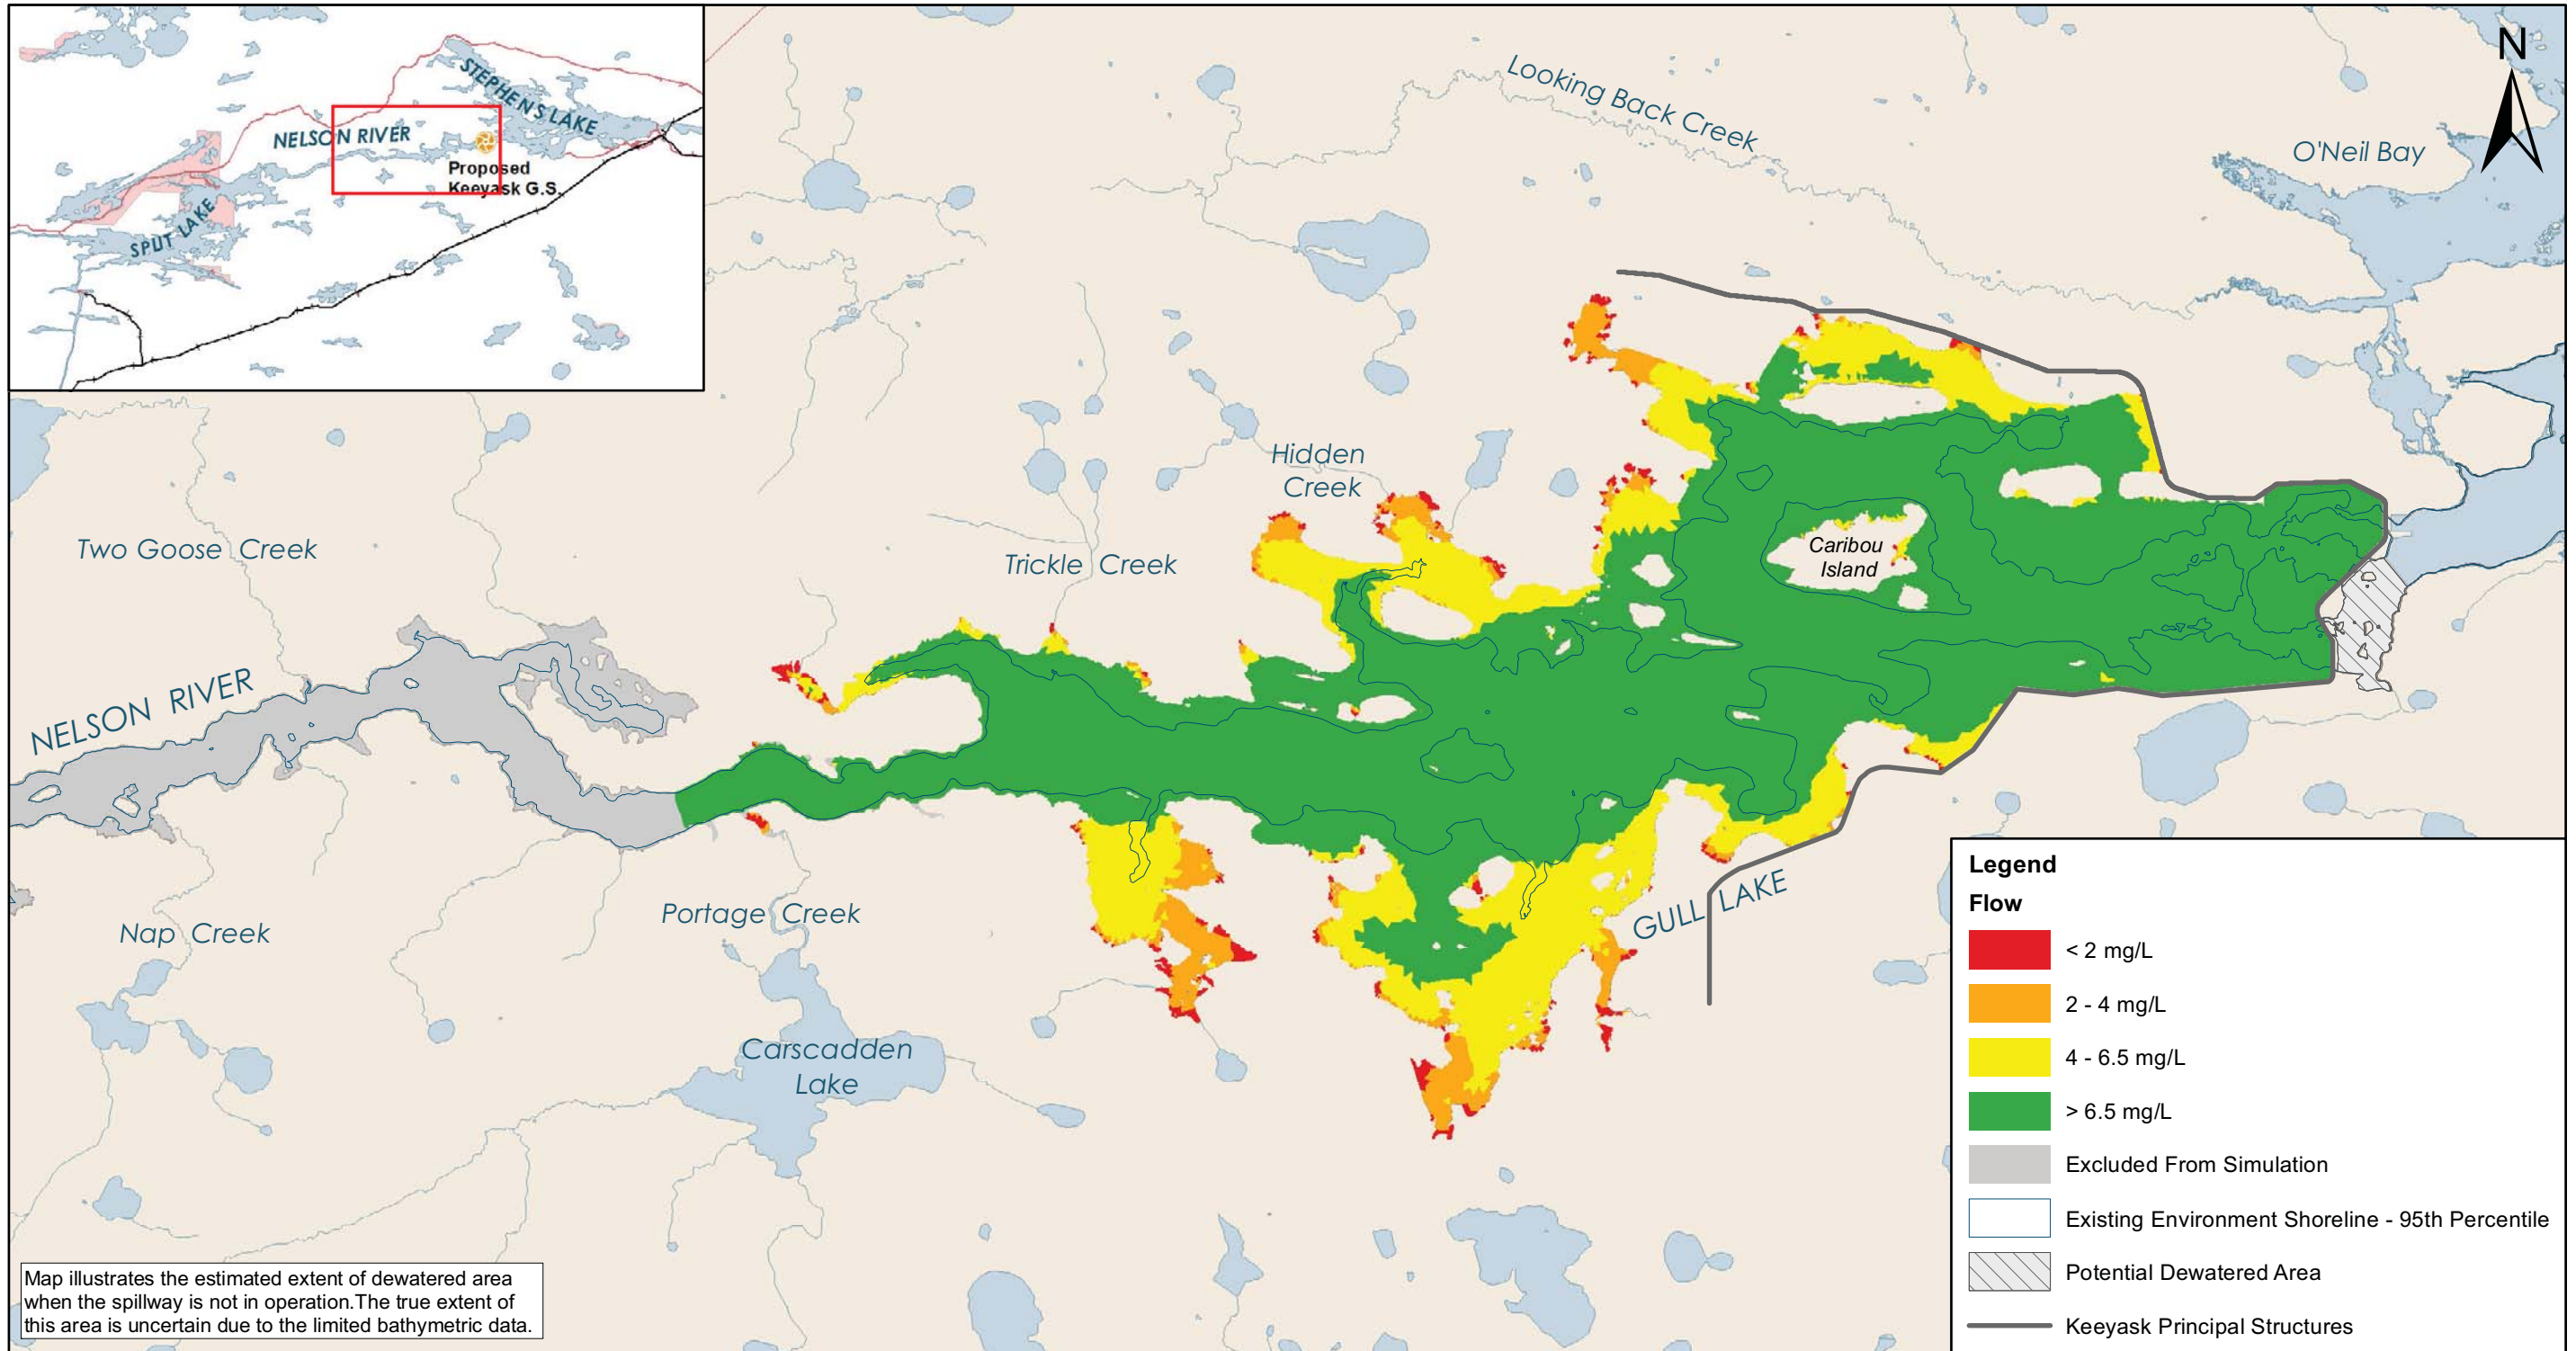 STEPHENS LAKE
NELSON RIVER
Proposed
Keeyask G.S.
SPLIT LAKE
N
Looking Back Creek
O'Neil Bay
Hidden
Creek
Two Goose Creek
Trickle Creek
Caribou
Island
NELSON RIVER
Nap Creek
Portage Creek
GULL LAKE
Carscadden
Lake
Legend
Flow
< 2 mg/L
2 - 4 mg/L
4 - 6.5 mg/L
> 6.5 mg/L
Excluded From Simulation
Existing Environment Shoreline - 95th Percentile
Potential Dewatered Area
Keeyask Principal Structures
Map illustrates the estimated extent of dewatered area
when the spillway is not in operation.The true extent of
this area is uncertain due to the limited bathymetric data.